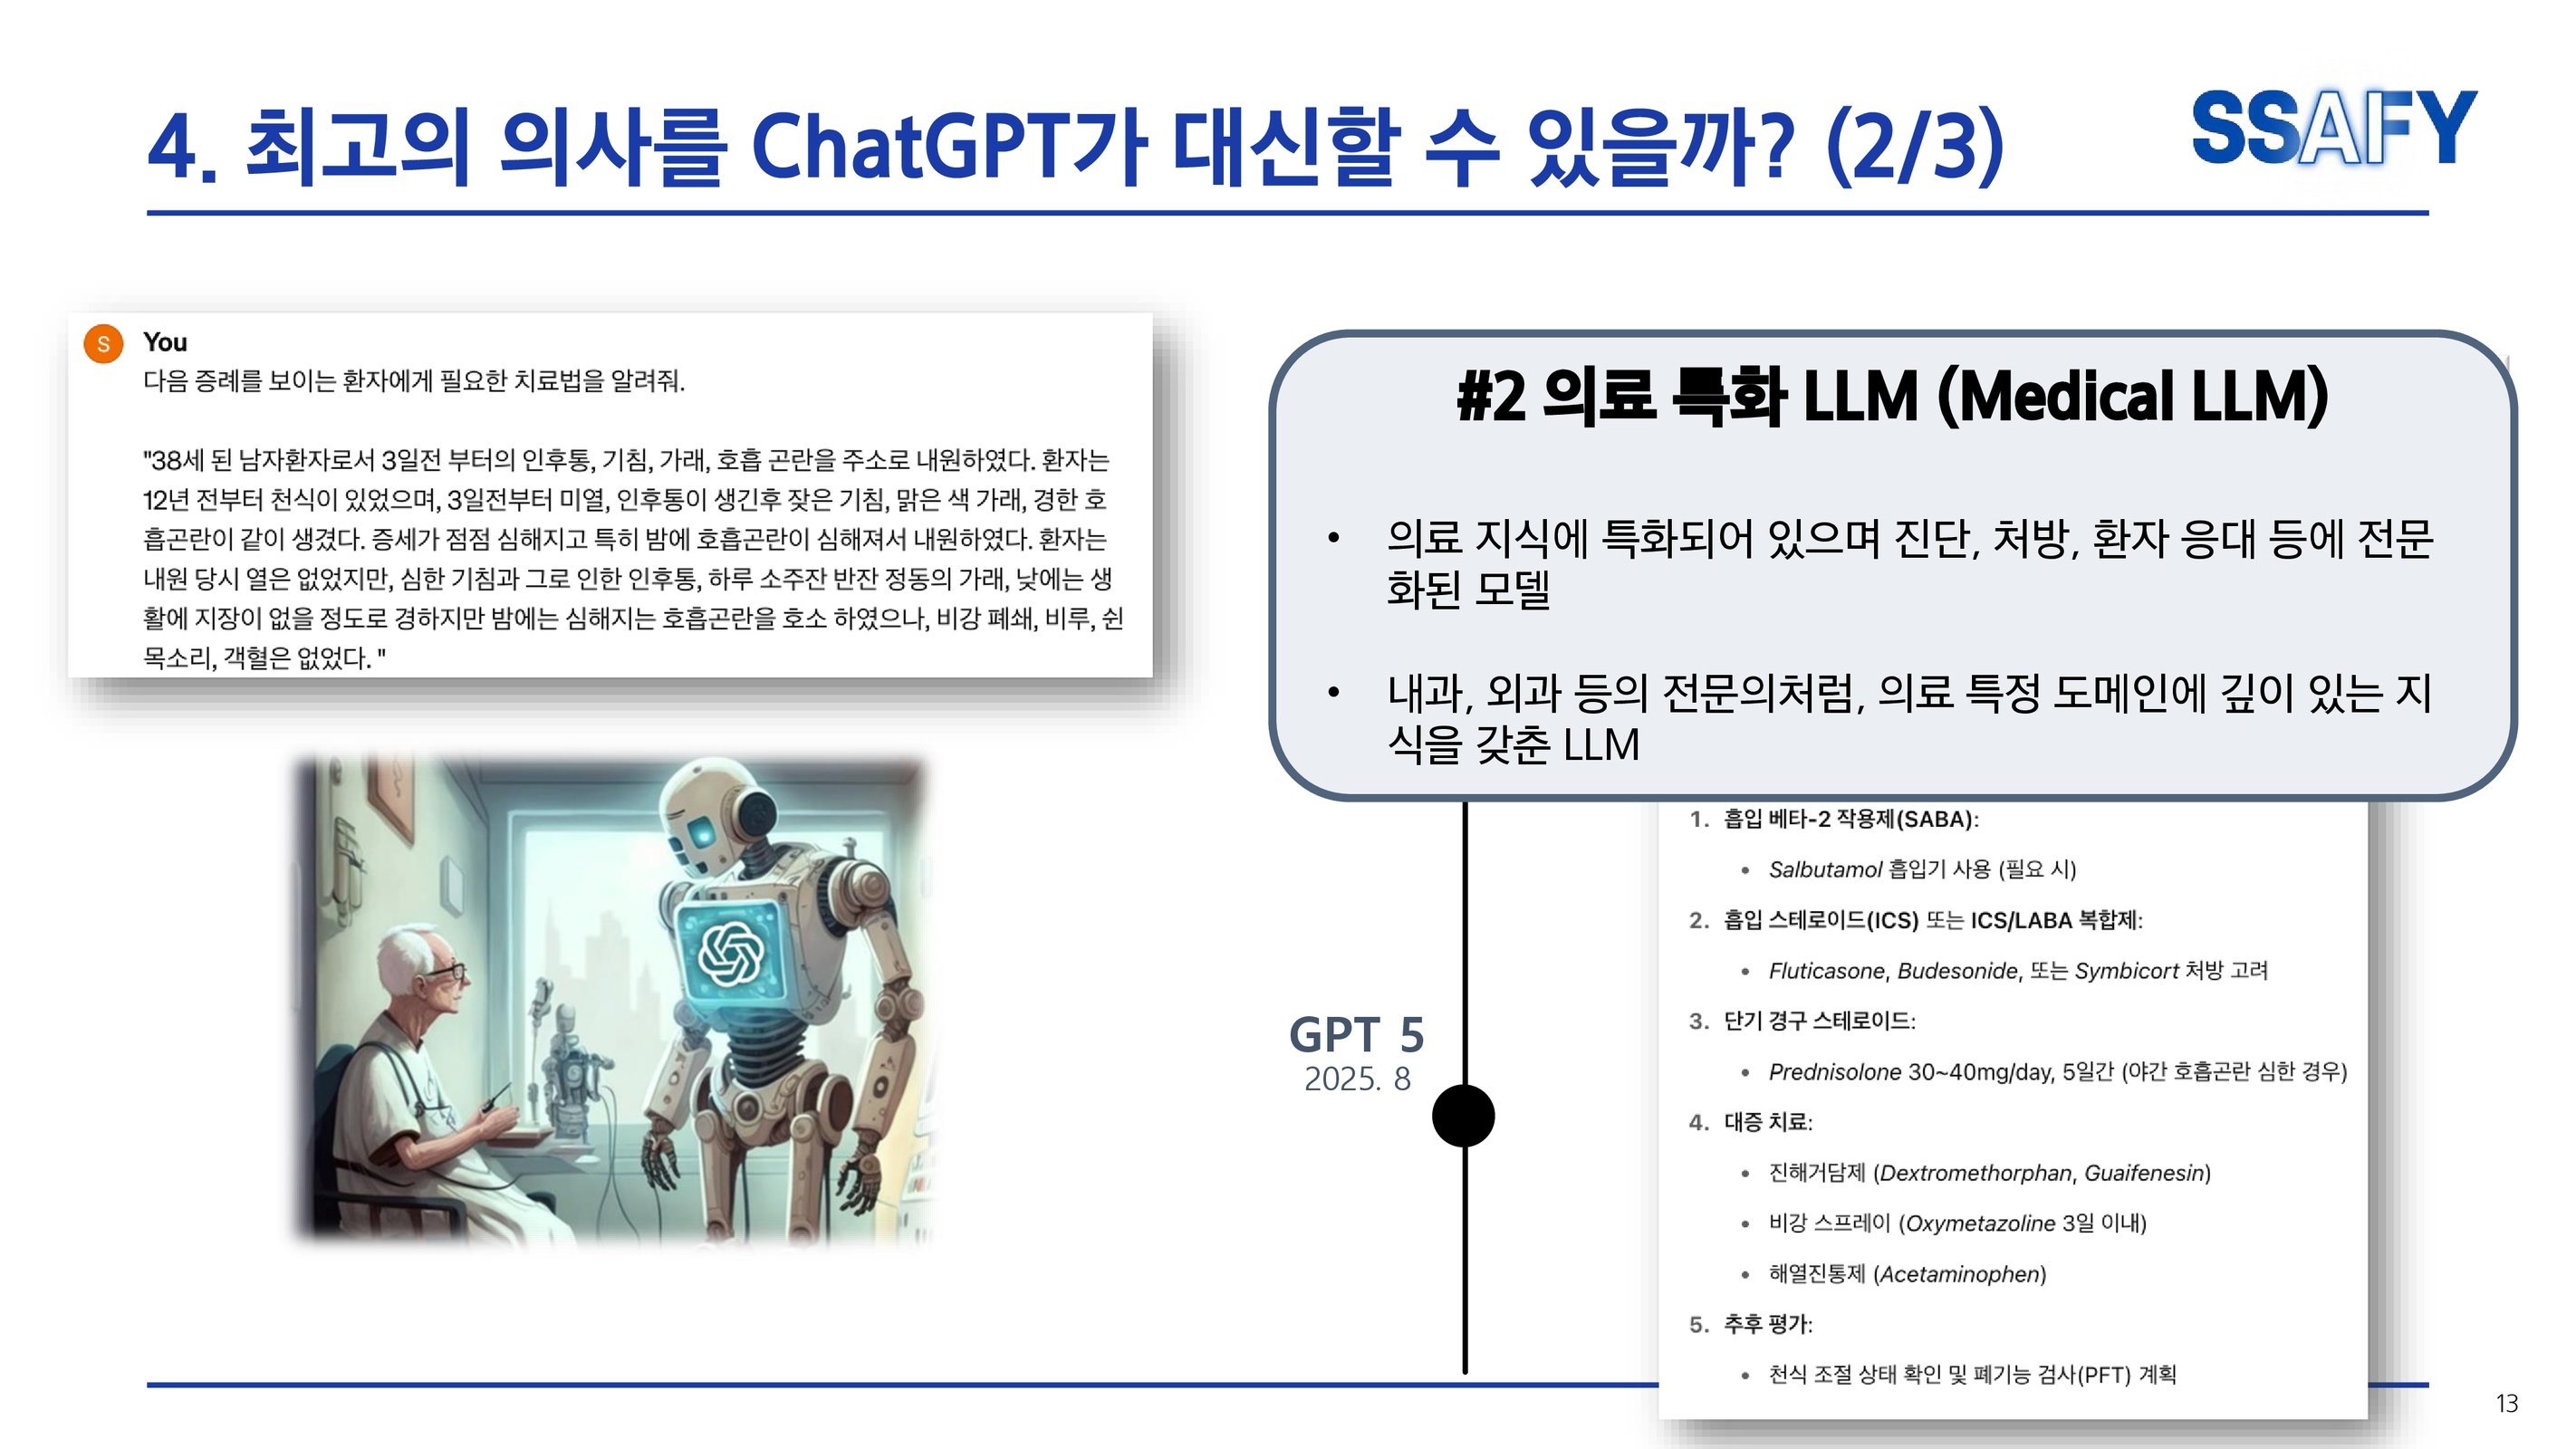 4. 최고의 의사를 ChatGPT가 대신할 수 있을까? (2/3)
SSAFY
S
You
다음 증례를 보이는 환자에게 필요한 치료법을 알려줘.
"38세 된 남자환자로서 3일전 부터의 인후통, 기침, 가래, 호흡 곤란을 주소로 내원하였다. 환자는
12년 전부터 천식이 있었으며, 3일전부터 미열, 인후통이 생긴후 잦은 기침, 맑은 색 가래, 경한 호
흡곤란이 같이 생겼다. 증세가 점점 심해지고 특히 밤에 호흡곤란이 심해져서 내원하였다. 환자는
내원 당시 열은 없었지만, 심한 기침과 그로 인한 인후통, 하루 소주잔 반잔 정동의 가래, 낮에는 생
활에 지장이 없을 정도로 경하지만 밤에는 심해지는 호흡곤란을 호소 하였으나, 비강 폐쇄, 비루, 쉰
목소리, 객혈은 없었다. "
#2 의료 특화 LLM (Medical LLM)
• 의료 지식에 특화되어 있으며 진단, 처방, 환자 응대 등에 전문
화된 모델
• 내과, 외과 등의 전문의처럼, 의료 특정 도메인에 깊이 있는 지
식을 갖춘 LLM
GPT 5
2025. 8
1. 흡입 베타-2 작용제(SABA):
• Salbutamol 흡입기 사용 (필요 시)
2. 흡입 스테로이드(ICS) 또는 ICS/LABA 복합제:
• Fluticasone, Budesonide, 또는 Symbicort 처방 고려
3. 단기 경구 스테로이드:
• Prednisolone 30~40mg/day, 5일간 (야간 호흡곤란 심한 경우)
4. 대증 치료:
• 진해거담제 (Dextromethorphan, Guaifenesin)
• 비강 스프레이 (Oxymetazoline 3일 이내)
• 해열진통제 (Acetaminophen)
5. 추후 평가:
• 천식 조절 상태 확인 및 폐기능 검사(PFT) 계획
13